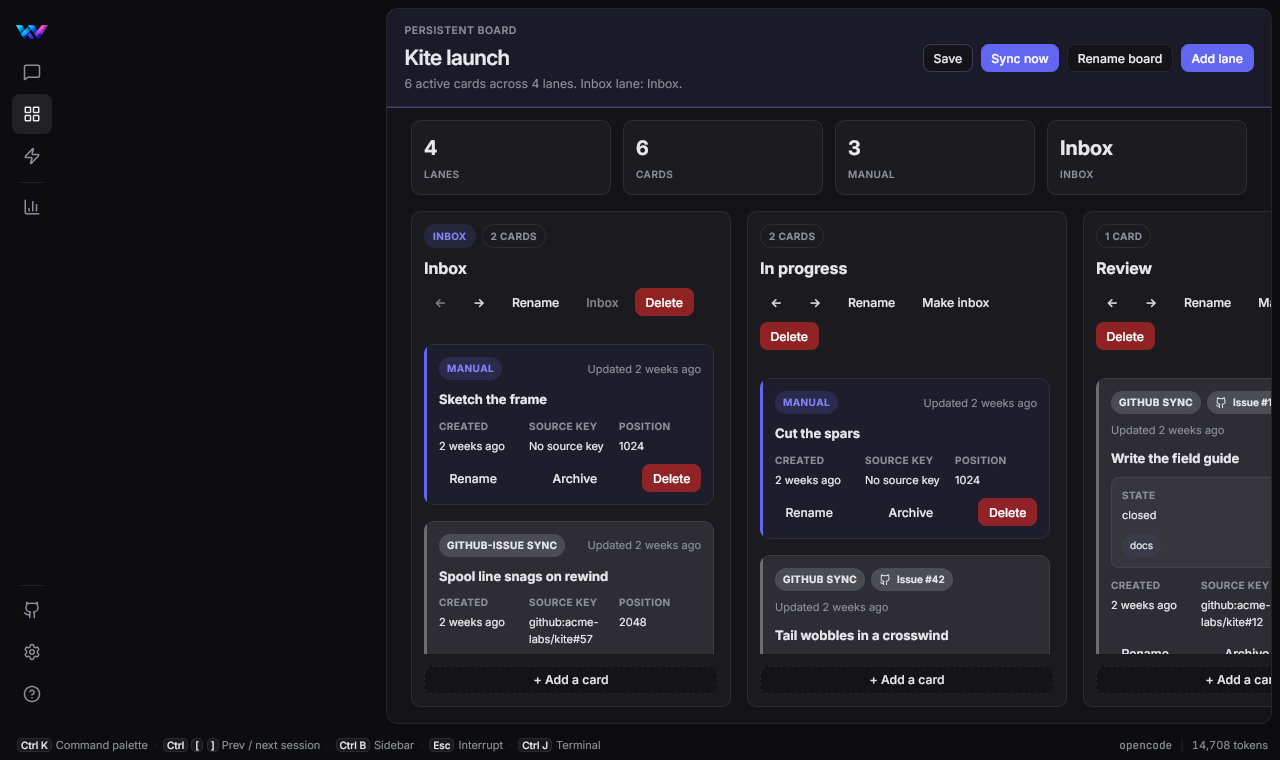 PERSISTENT BOARD
Kite launch
6 active cards across 4 lanes. Inbox lane: Inbox.
Save
Sync now
Rename board
Add lane
4
LANES
6
CARDS
3
MANUAL
Inbox
INBOX
INBOX
2 CARDS
Inbox
← → Rename Inbox Delete
MANUAL
Updated 2 weeks ago
Sketch the frame
CREATED SOURCE KEY POSITION
2 weeks ago No source key 1024
Rename Archive Delete
GITHUB-ISSUE SYNC
Updated 2 weeks ago
Spool line snags on rewind
CREATED SOURCE KEY POSITION
2 weeks ago github:acme- 2048
labs/kite#57
+ Add a card
2 CARDS
In progress
← → Rename Make inbox
Delete
MANUAL
Updated 2 weeks ago
Cut the spars
CREATED SOURCE KEY POSITION
2 weeks ago No source key 1024
Rename Archive Delete
GITHUB SYNC
Issue #42
Updated 2 weeks ago
Tail wobbles in a crosswind
+ Add a card
1 CARD
Review
← → Rename
Delete
GITHUB SYNC
Issue
Updated 2 weeks ago
Write the field guide
STATE
closed
docs
CREATED SOURCE KEY
2 weeks ago github:acme-
labs/kite#12
Rename Archive
+ Add a
Ctrl K Command palette · Ctrl [ ] Prev / next session · Ctrl B Sidebar · Esc Interrupt · Ctrl J Terminal
opencode
14,708 tokens